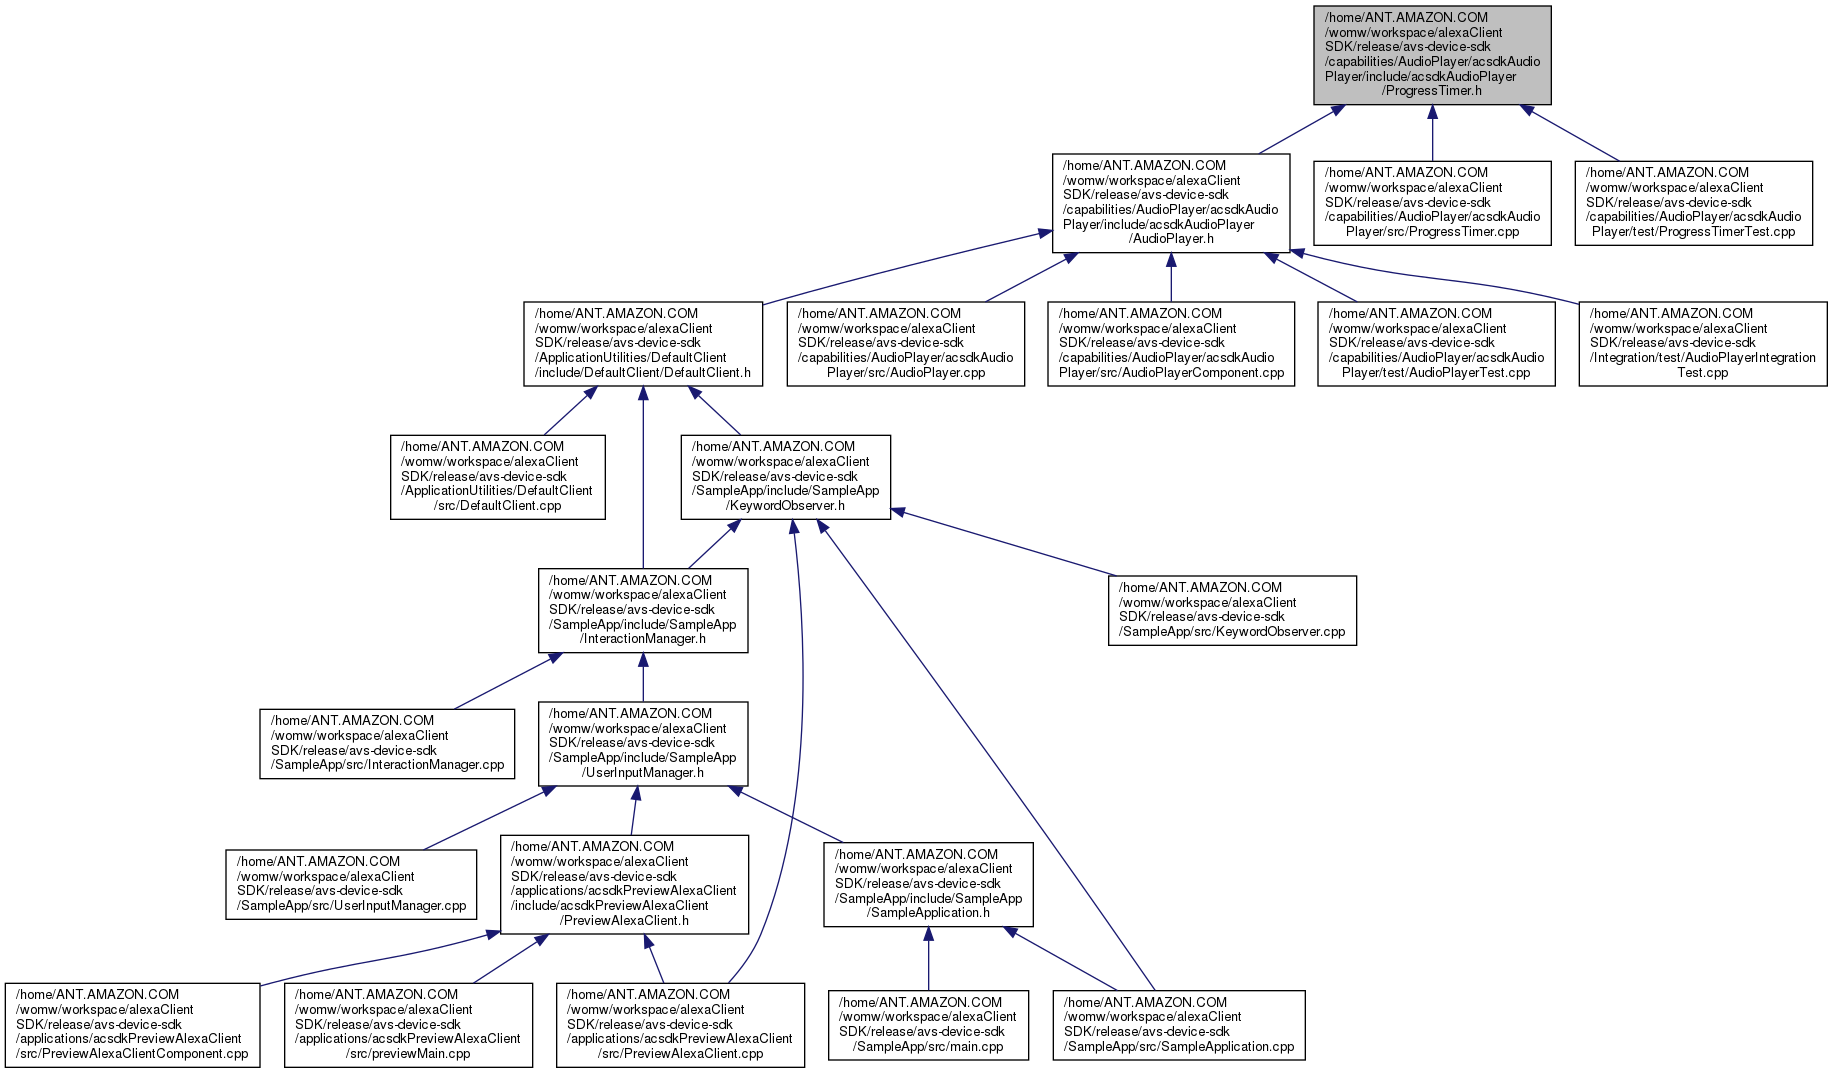 /home/ANT.AMAZON.COM
/womw/workspace/alexaClient
SDK/release/avs-device-sdk
/capabilities/AudioPlayer/acsdkAudio
Player/include/acsdkAudioPlayer
/ProgressTimer.h
/home/ANT.AMAZON.COM
/womw/workspace/alexaClient
SDK/release/avs-device-sdk
/capabilities/AudioPlayer/acsdkAudio
Player/include/acsdkAudioPlayer
/AudioPlayer.h
/home/ANT.AMAZON.COM
/womw/workspace/alexaClient
SDK/release/avs-device-sdk
/capabilities/AudioPlayer/acsdkAudio
Player/src/ProgressTimer.cpp
/home/ANT.AMAZON.COM
/womw/workspace/alexaClient
SDK/release/avs-device-sdk
/capabilities/AudioPlayer/acsdkAudio
Player/test/ProgressTimerTest.cpp
/home/ANT.AMAZON.COM
/womw/workspace/alexaClient
SDK/release/avs-device-sdk
/ApplicationUtilities/DefaultClient
/include/DefaultClient/DefaultClient.h
/home/ANT.AMAZON.COM
/womw/workspace/alexaClient
SDK/release/avs-device-sdk
/capabilities/AudioPlayer/acsdkAudio
Player/src/AudioPlayer.cpp
/home/ANT.AMAZON.COM
/womw/workspace/alexaClient
SDK/release/avs-device-sdk
/capabilities/AudioPlayer/acsdkAudio
Player/src/AudioPlayerComponent.cpp
/home/ANT.AMAZON.COM
/womw/workspace/alexaClient
SDK/release/avs-device-sdk
/capabilities/AudioPlayer/acsdkAudio
Player/test/AudioPlayerTest.cpp
/home/ANT.AMAZON.COM
/womw/workspace/alexaClient
SDK/release/avs-device-sdk
/Integration/test/AudioPlayerIntegration
Test.cpp
/home/ANT.AMAZON.COM
/womw/workspace/alexaClient
SDK/release/avs-device-sdk
/ApplicationUtilities/DefaultClient
/src/DefaultClient.cpp
/home/ANT.AMAZON.COM
/womw/workspace/alexaClient
SDK/release/avs-device-sdk
/SampleApp/include/SampleApp
/KeywordObserver.h
/home/ANT.AMAZON.COM
/womw/workspace/alexaClient
SDK/release/avs-device-sdk
/SampleApp/include/SampleApp
/InteractionManager.h
/home/ANT.AMAZON.COM
/womw/workspace/alexaClient
SDK/release/avs-device-sdk
/SampleApp/src/KeywordObserver.cpp
/home/ANT.AMAZON.COM
/womw/workspace/alexaClient
SDK/release/avs-device-sdk
/SampleApp/src/InteractionManager.cpp
/home/ANT.AMAZON.COM
/womw/workspace/alexaClient
SDK/release/avs-device-sdk
/SampleApp/include/SampleApp
/UserInputManager.h
/home/ANT.AMAZON.COM
/womw/workspace/alexaClient
SDK/release/avs-device-sdk
/SampleApp/src/UserInputManager.cpp
/home/ANT.AMAZON.COM
/womw/workspace/alexaClient
SDK/release/avs-device-sdk
/applications/acsdkPreviewAlexaClient
/include/acsdkPreviewAlexaClient
/PreviewAlexaClient.h
/home/ANT.AMAZON.COM
/womw/workspace/alexaClient
SDK/release/avs-device-sdk
/SampleApp/include/SampleApp
/SampleApplication.h
/home/ANT.AMAZON.COM
/womw/workspace/alexaClient
SDK/release/avs-device-sdk
/applications/acsdkPreviewAlexaClient
/src/PreviewAlexaClientComponent.cpp
/home/ANT.AMAZON.COM
/womw/workspace/alexaClient
SDK/release/avs-device-sdk
/applications/acsdkPreviewAlexaClient
/src/previewMain.cpp
/home/ANT.AMAZON.COM
/womw/workspace/alexaClient
SDK/release/avs-device-sdk
/applications/acsdkPreviewAlexaClient
/src/PreviewAlexaClient.cpp
/home/ANT.AMAZON.COM
/womw/workspace/alexaClient
SDK/release/avs-device-sdk
/SampleApp/src/main.cpp
/home/ANT.AMAZON.COM
/womw/workspace/alexaClient
SDK/release/avs-device-sdk
/SampleApp/src/SampleApplication.cpp